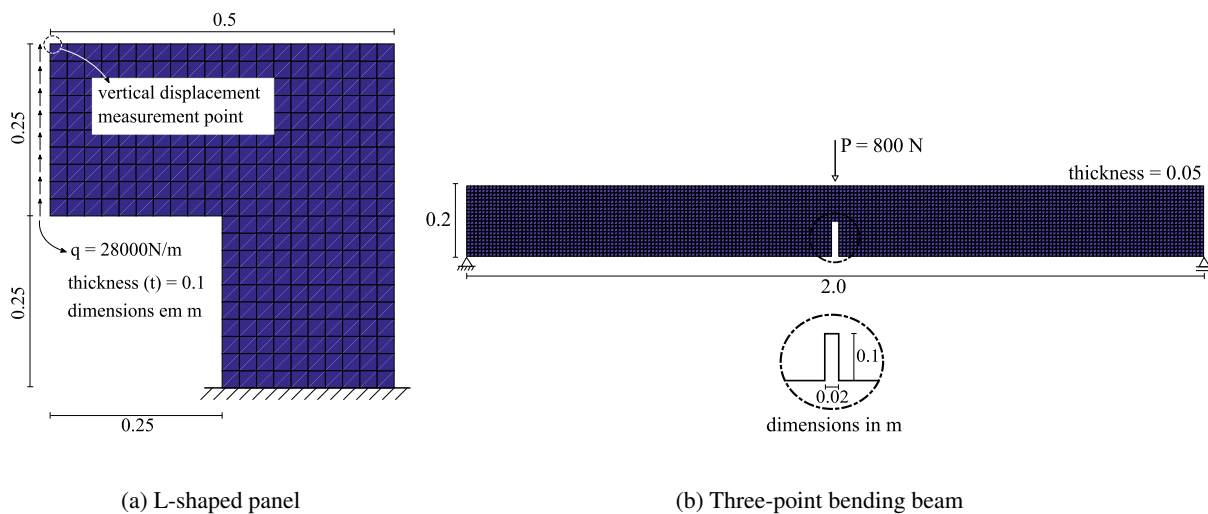 0.5
vertical displacement
measurement point
0.25
q = 28000N/m
thickness (t) = 0.1
dimensions em m
0.25
0.25
(a) L-shaped panel
P = 800 N
thickness = 0.05
0.2
2.0
0.1
0.02
dimensions in m
(b) Three-point bending beam